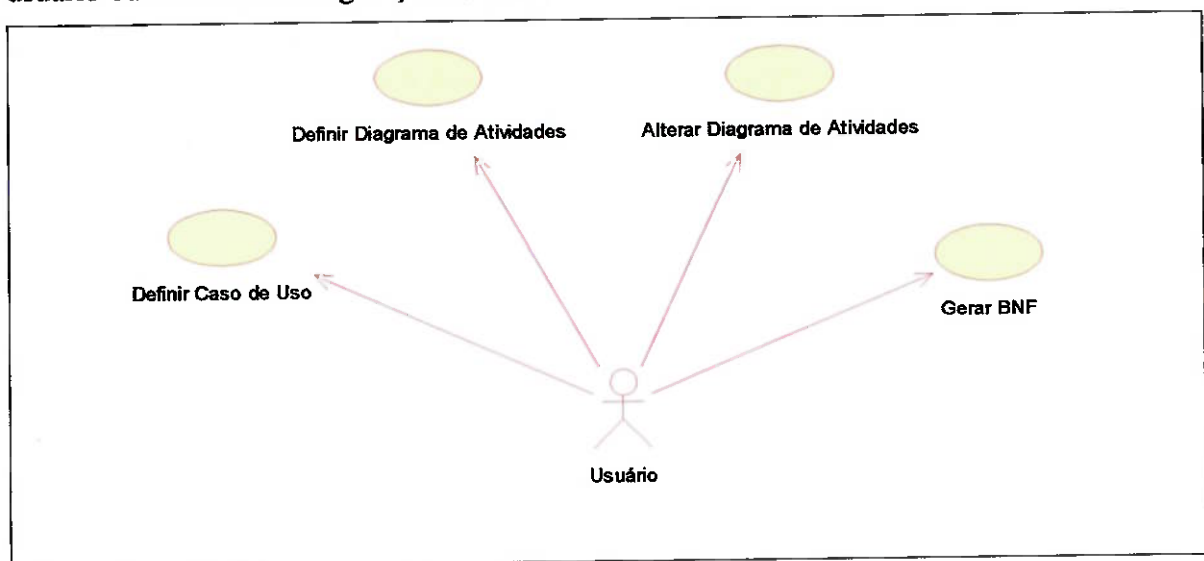 Definir Diagrama de Atividades
Alterar Diagrama de Atividades
Definir Caso de Uso
Gerar BNF
Usuário